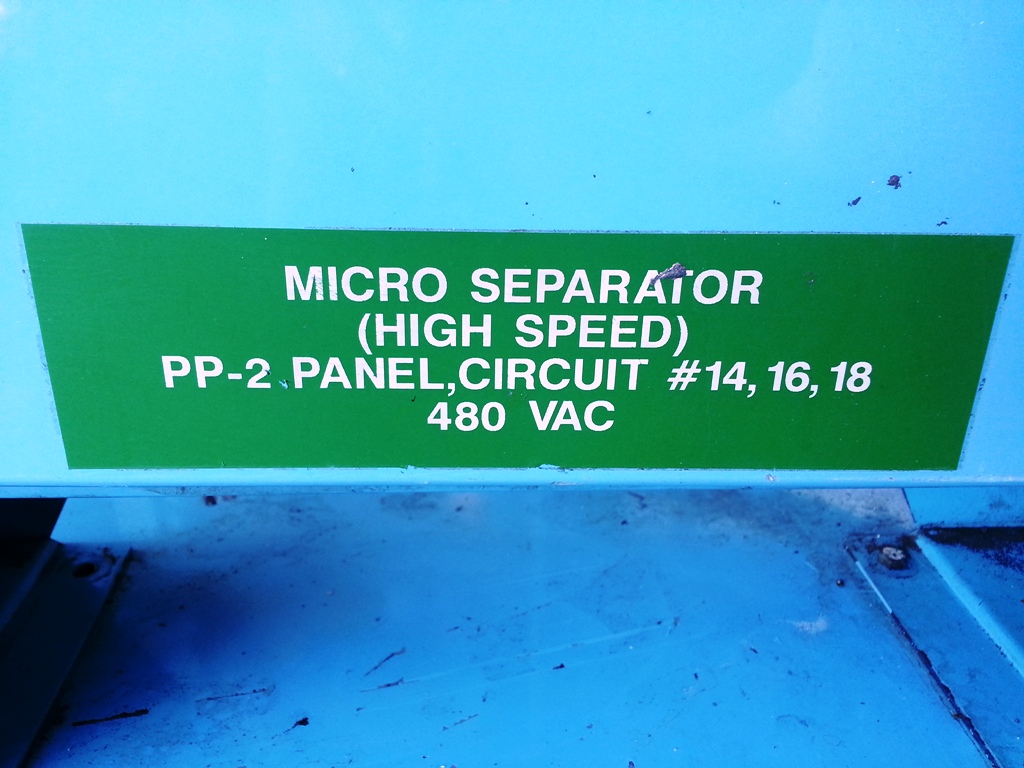 MICRO SEPARATOR
(HIGH SPEED)
PP-2 PANEL,CIRCUIT #14, 16, 18
480 VAC